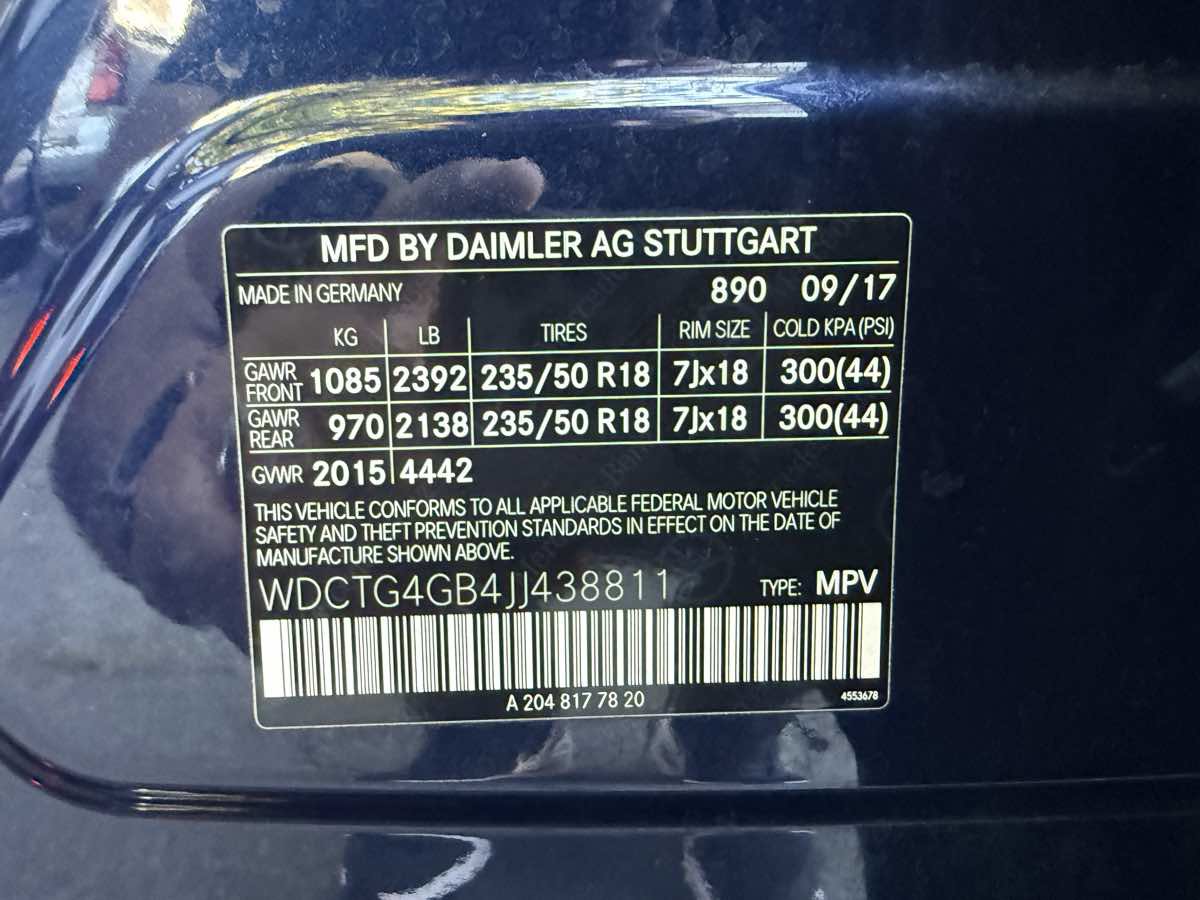 MFD BY DAIMLER AG STUTTGART
MADE IN GERMANY 890 09/17
KG LB TIRES RIM SIZE COLD KPA (PSI)
GAWR FRONT 1085 2392 235/50 R18 7Jx18 300(44)
GAWR REAR 970 2138 235/50 R18 7Jx18 300(44)
GVWR 2015 4442
THIS VEHICLE CONFORMS TO ALL APPLICABLE FEDERAL MOTOR VEHICLE
SAFETY AND THEFT PREVENTION STANDARDS IN EFFECT ON THE DATE OF
MANUFACTURE SHOWN ABOVE.
WDCTG4GB4JJ438811 TYPE: MPV
A 204 817 78 20 4553678